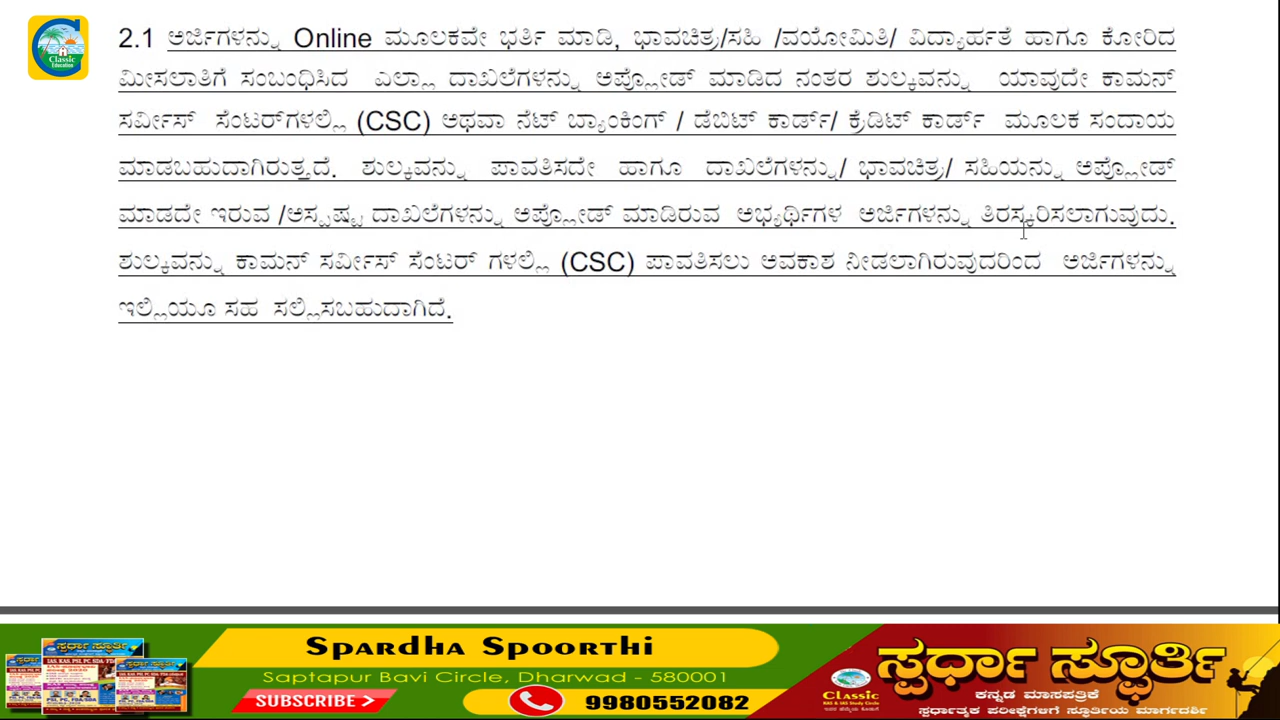 Classic
Education
2.1 ಅರ್ಜಿಗಳನ್ನು Online ಮೂಲಕವೇ ಭರ್ತಿ ಮಾಡಿ, ಭಾವಚಿತ್ರ/ಸಹಿ /ವಯೋಮಿತಿ/ ವಿದ್ಯಾರ್ಹತೆ ಹಾಗೂ ಕೋರಿದ
ಮೀಸಲಾತಿಗೆ ಸಂಬಂಧಿಸಿದ ಎಲ್ಲಾ ದಾಖಲೆಗಳನ್ನು ಅಪ್ಲೋಡ್ ಮಾಡಿದ ನಂತರ ಶುಲ್ಕವನ್ನು ಯಾವುದೇ ಕಾಮನ್
ಸರ್ವೀಸ್ ಸೆಂಟರ್‌ಗಳಲ್ಲಿ (CSC) ಅಥವಾ ನೆಟ್ ಬ್ಯಾಂಕಿಂಗ್ / ಡೆಬಿಟ್ ಕಾರ್ಡ್/ ಕ್ರೆಡಿಟ್ ಕಾರ್ಡ್ ಮೂಲಕ ಸಂದಾಯ
ಮಾಡಬಹುದಾಗಿರುತ್ತದೆ. ಶುಲ್ಕವನ್ನು ಪಾವತಿಸದೇ ಹಾಗೂ ದಾಖಲೆಗಳನ್ನು/ ಭಾವಚಿತ್ರ/ ಸಹಿಯನ್ನು ಅಪ್ಲೋಡ್
ಮಾಡದೇ ಇರುವ /ಅಸ್ಪಷ್ಟ ದಾಖಲೆಗಳನ್ನು ಅಪ್ಲೋಡ್ ಮಾಡಿರುವ ಅಭ್ಯರ್ಥಿಗಳ ಅರ್ಜಿಗಳನ್ನು ತಿರಸ್ಕರಿಸಲಾಗುವುದು.
ಶುಲ್ಕವನ್ನು ಕಾಮನ್ ಸರ್ವೀಸ್ ಸೆಂಟರ್ ಗಳಲ್ಲಿ (CSC) ಪಾವತಿಸಲು ಅವಕಾಶ ನೀಡಲಾಗಿರುವುದರಿಂದ ಅರ್ಜಿಗಳನ್ನು
ಇಲ್ಲಿಯೂ ಸಹ ಸಲ್ಲಿಸಬಹುದಾಗಿದೆ.
Spardha Spoorthi
Saptapur Bavi Circle, Dharwad - 580001
SUBSCRIBE
9980552082
Classic
ಸ್ಪರ್ಧಾ ಸ್ಫೂರ್ತಿ
ಕನ್ನಡ ಮಾಸಪತ್ರಿಕೆ
ಸ್ಪರ್ಧಾತ್ಮಕ ಪರೀಕ್ಷೆಗಳಿಗೆ ಸ್ಫೂರ್ತಿಯ ಮಾರ್ಗದರ್ಶಿ